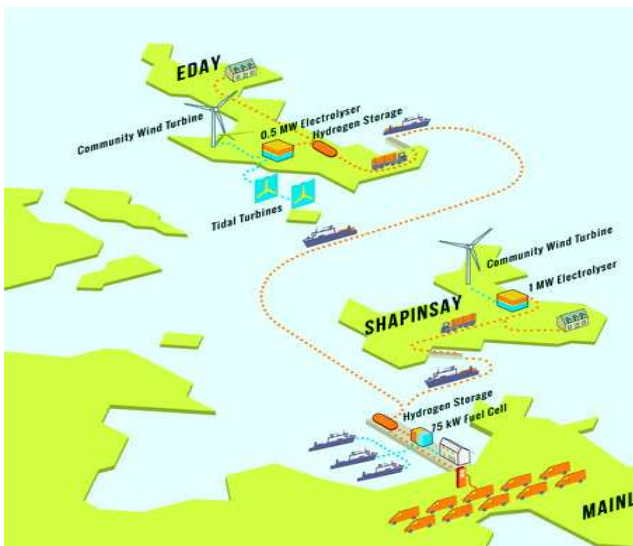 EDAY
Community Wind Turbine
0.5 MW Electrolyser
Hydrogen Storage
Tidal Turbines
Community Wind Turbine
1 MW Electrolyser
SHAPINSAY
Hydrogen Storage
75 kW Fuel Cell
MAINL